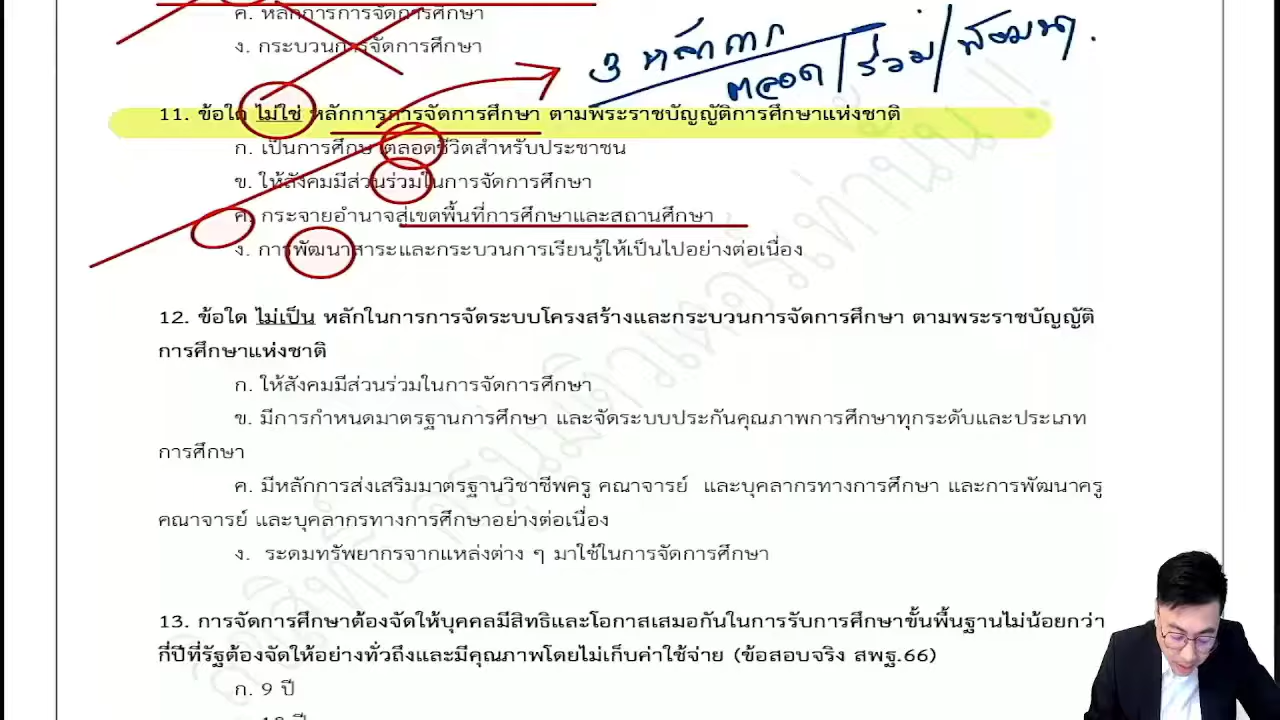 ค. หลักการการจัดการศึกษา
ง. กระบวนการจัดการศึกษา
3 หลักการ
ตลอด / ร่วม / พัฒนา.
11. ข้อใด ไม่ใช่ หลักการการจัดการศึกษา ตามพระราชบัญญัติการศึกษาแห่งชาติ
ก. เป็นการศึกษาตลอดชีวิตสำหรับประชาชน
ข. ให้สังคมมีส่วนร่วมในการจัดการศึกษา
ค. กระจายอำนาจสู่เขตพื้นที่การศึกษาและสถานศึกษา
ง. การพัฒนาสาระและกระบวนการเรียนรู้ให้เป็นไปอย่างต่อเนื่อง
12. ข้อใด ไม่เป็น หลักในการการจัดระบบโครงสร้างและกระบวนการจัดการศึกษา ตามพระราชบัญญัติ
การศึกษาแห่งชาติ
ก. ให้สังคมมีส่วนร่วมในการจัดการศึกษา
ข. มีการกำหนดมาตรฐานการศึกษา และจัดระบบประกันคุณภาพการศึกษาทุกระดับและประเภท
การศึกษา
ค. มีหลักการส่งเสริมมาตรฐานวิชาชีพครู คณาจารย์ และบุคลากรทางการศึกษา และการพัฒนาครู
คณาจารย์ และบุคลากรทางการศึกษาอย่างต่อเนื่อง
ง. ระดมทรัพยากรจากแหล่งต่าง ๆ มาใช้ในการจัดการศึกษา
13. การจัดการศึกษาต้องจัดให้บุคคลมีสิทธิและโอกาสเสมอกันในการรับการศึกษาขั้นพื้นฐานไม่น้อยกว่า
กี่ปีที่รัฐต้องจัดให้อย่างทั่วถึงและมีคุณภาพโดยไม่เก็บค่าใช้จ่าย (ข้อสอบจริง สพฐ.66)
ก. 9 ปี